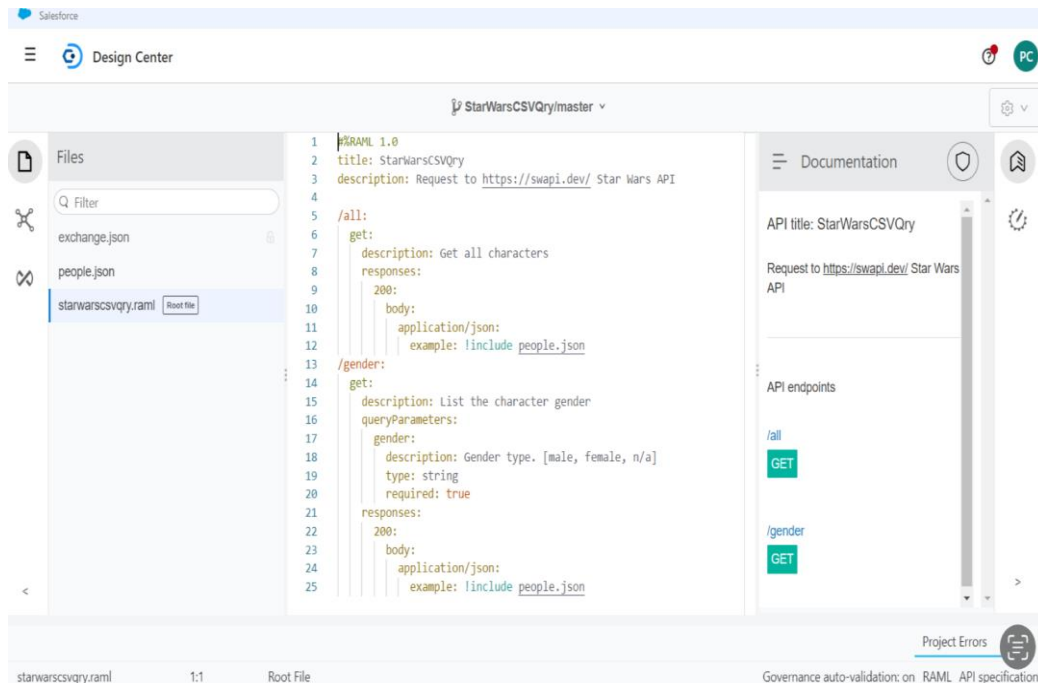 Salesforce
Design Center
PC
StarWarsCSVQry/master
Files
Filter
exchange.json
people.json
starwarscsvqry.raml Root file
1 #%RAML 1.0
2 title: StarWarsCSVQry
3 description: Request to https://swapi.dev/ Star Wars API
4
5 /all:
6 get:
7 description: Get all characters
8 responses:
9 200:
10 body:
11 application/json:
12 example: !include people.json
13 /gender:
14 get:
15 description: List the character gender
16 queryParameters:
17 gender:
18 description: Gender type. [male, female, n/a]
19 type: string
20 required: true
21 responses:
22 200:
23 body:
24 application/json:
25 example: !include people.json
Documentation
API title: StarWarsCSVQry
Request to https://swapi.dev/ Star Wars
API
API endpoints
/all
GET
/gender
GET
Project Errors
starwarscsvqry.raml 1:1 Root File Governance auto-validation: on RAML API specification